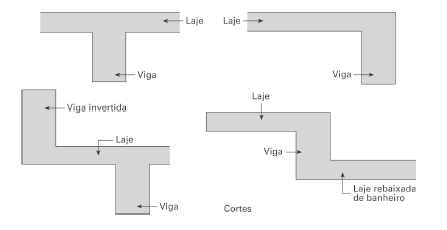 Laje
Laje
Viga
Viga
Viga invertida
Laje
Viga
Laje
Viga
Laje rebaixada
de banheiro
Cortes